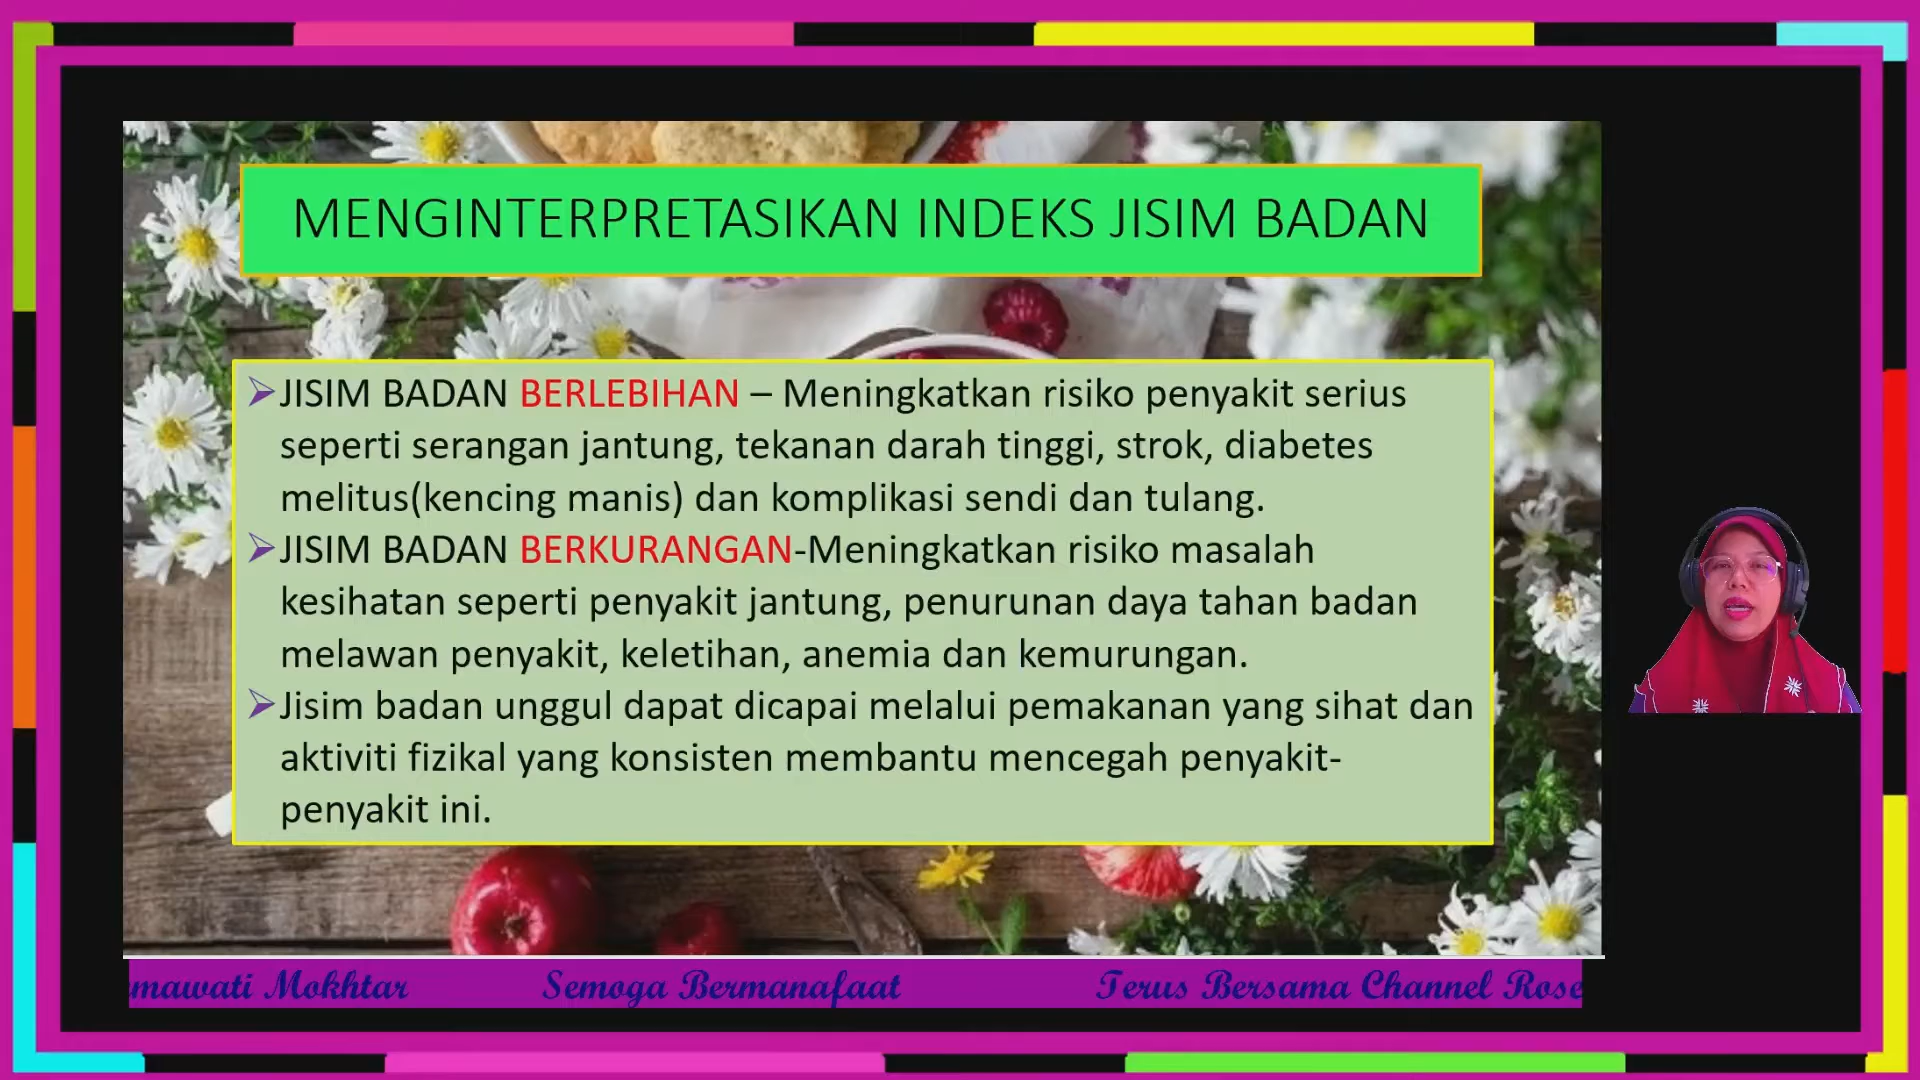 MENGINTERPRETASIKAN INDEKS JISIM BADAN
➢JISIM BADAN BERLEBIHAN – Meningkatkan risiko penyakit serius
seperti serangan jantung, tekanan darah tinggi, strok, diabetes
melitus(kencing manis) dan komplikasi sendi dan tulang.
➢JISIM BADAN BERKURANGAN-Meningkatkan risiko masalah
kesihatan seperti penyakit jantung, penurunan daya tahan badan
melawan penyakit, keletihan, anemia dan kemurungan.
➢Jisim badan unggul dapat dicapai melalui pemakanan yang sihat dan
aktiviti fizikal yang konsisten membantu mencegah penyakit-
penyakit ini.
mawati Mokhtar Semoga Bermanafaat Terus Bersama Channel Rose